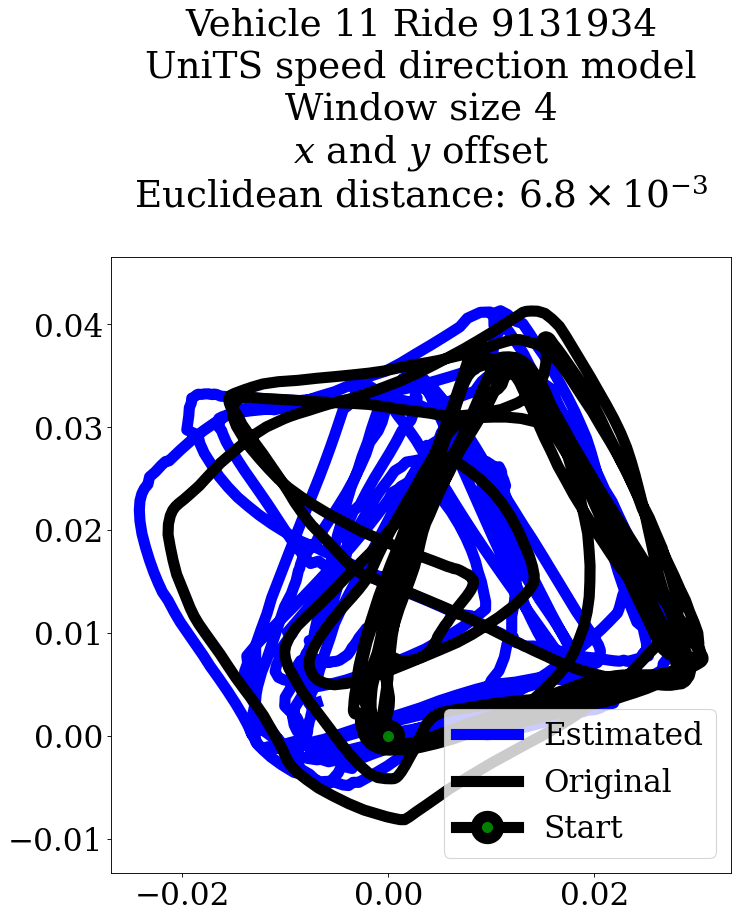 Vehicle 11 Ride 9131934
UniTS speed direction model
Window size 4
x and y offset
Euclidean distance: 6.8 × 10⁻³
0.04
0.03
0.02
0.01
0.00
−0.01
−0.02
0.00
0.02
Estimated
Original
Start